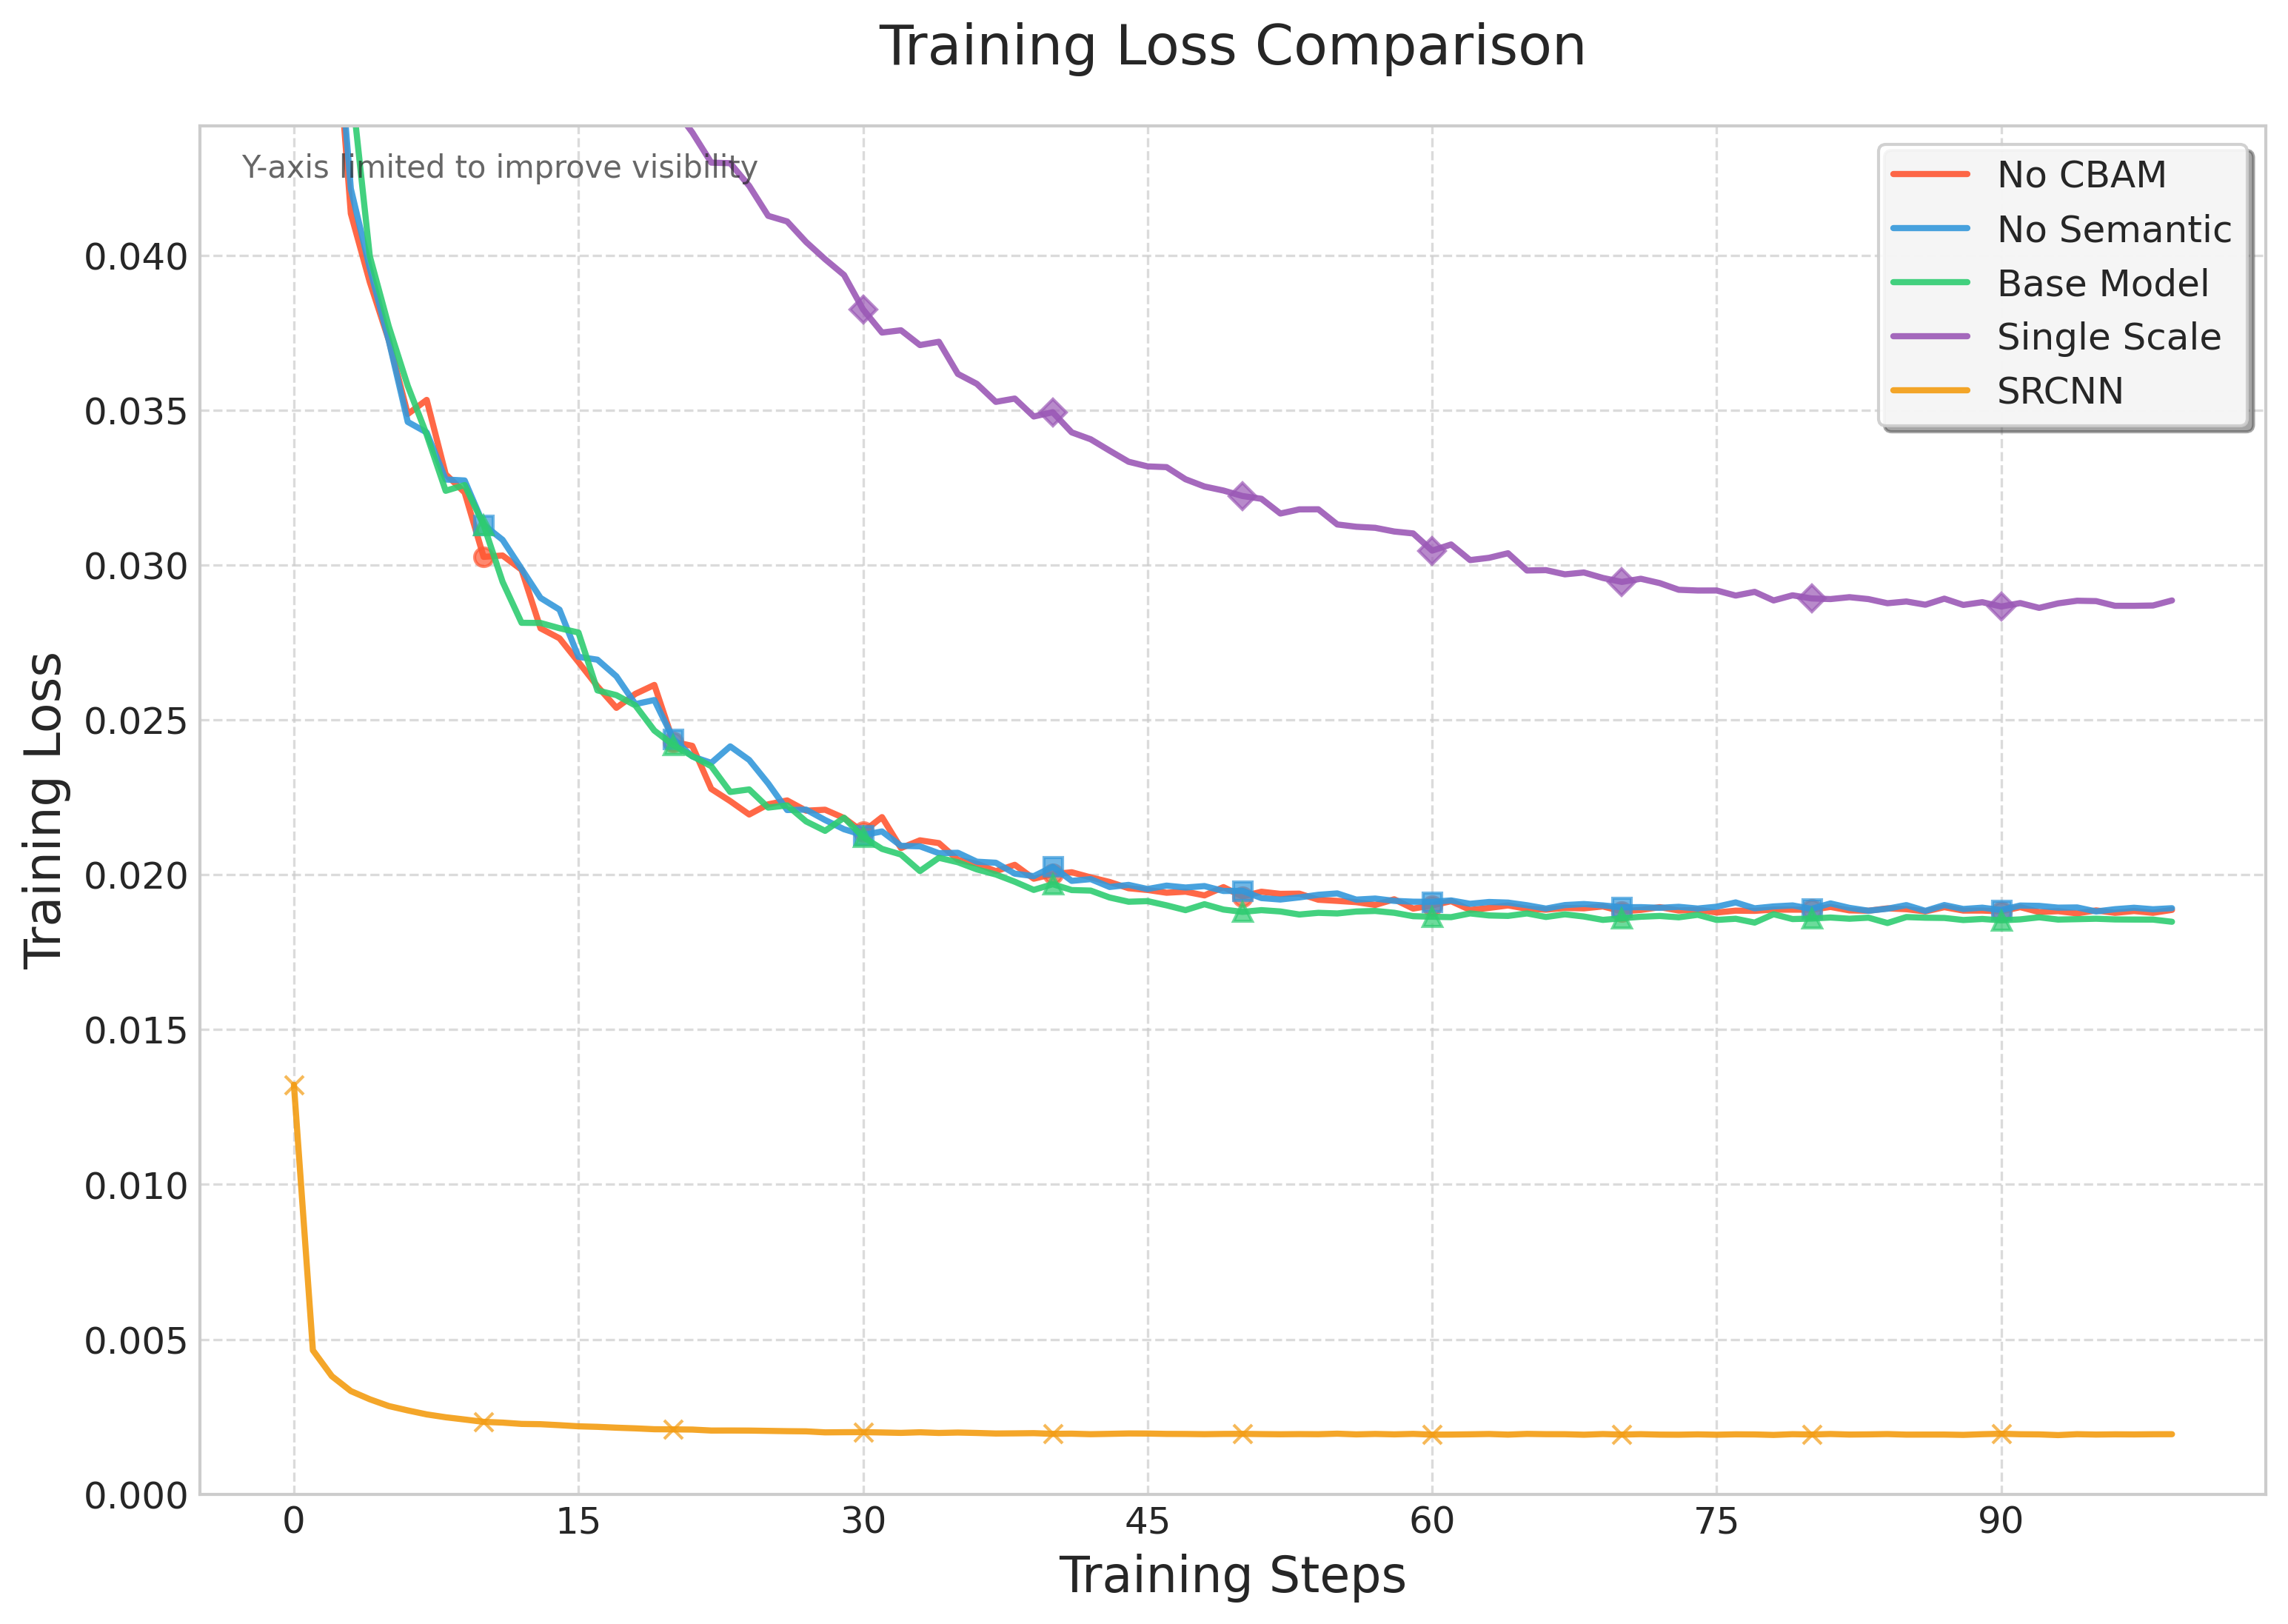 Training Loss Comparison
Y-axis limited to improve visibility
No CBAM
No Semantic
Base Model
Single Scale
SRCNN
0.040
0.035
0.030
0.025
0.020
0.015
0.010
0.005
0.000
Training Loss
0 15 30 45 60 75 90
Training Steps